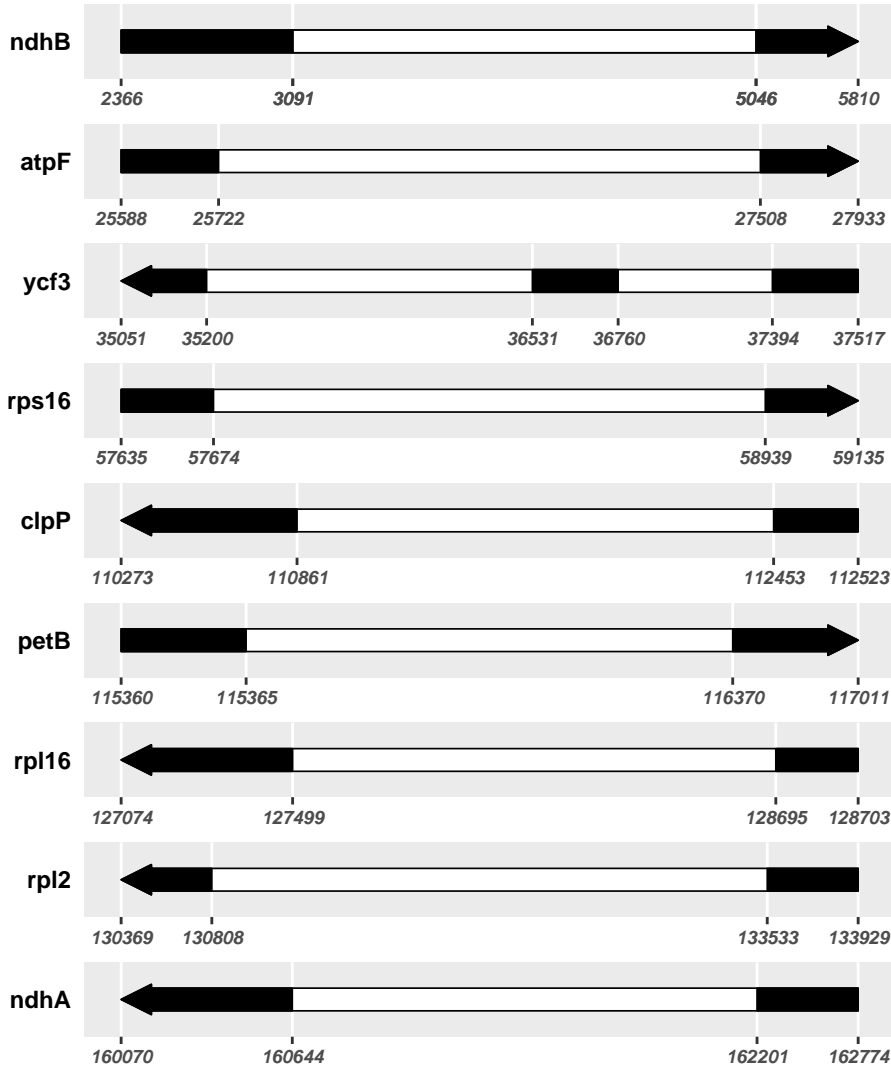 ndhB
2366 3091 5046 5810
atpF
25588 25722 27508 27933
ycf3
35051 35200 36531 36760 37394 37517
rps16
57635 57674 58939 59135
clpP
110273 110861 112453 112523
petB
115360 115365 116370 117011
rpl16
127074 127499 128695 128703
rpl2
130369 130808 133533 133929
ndhA
160070 160644 162201 162774